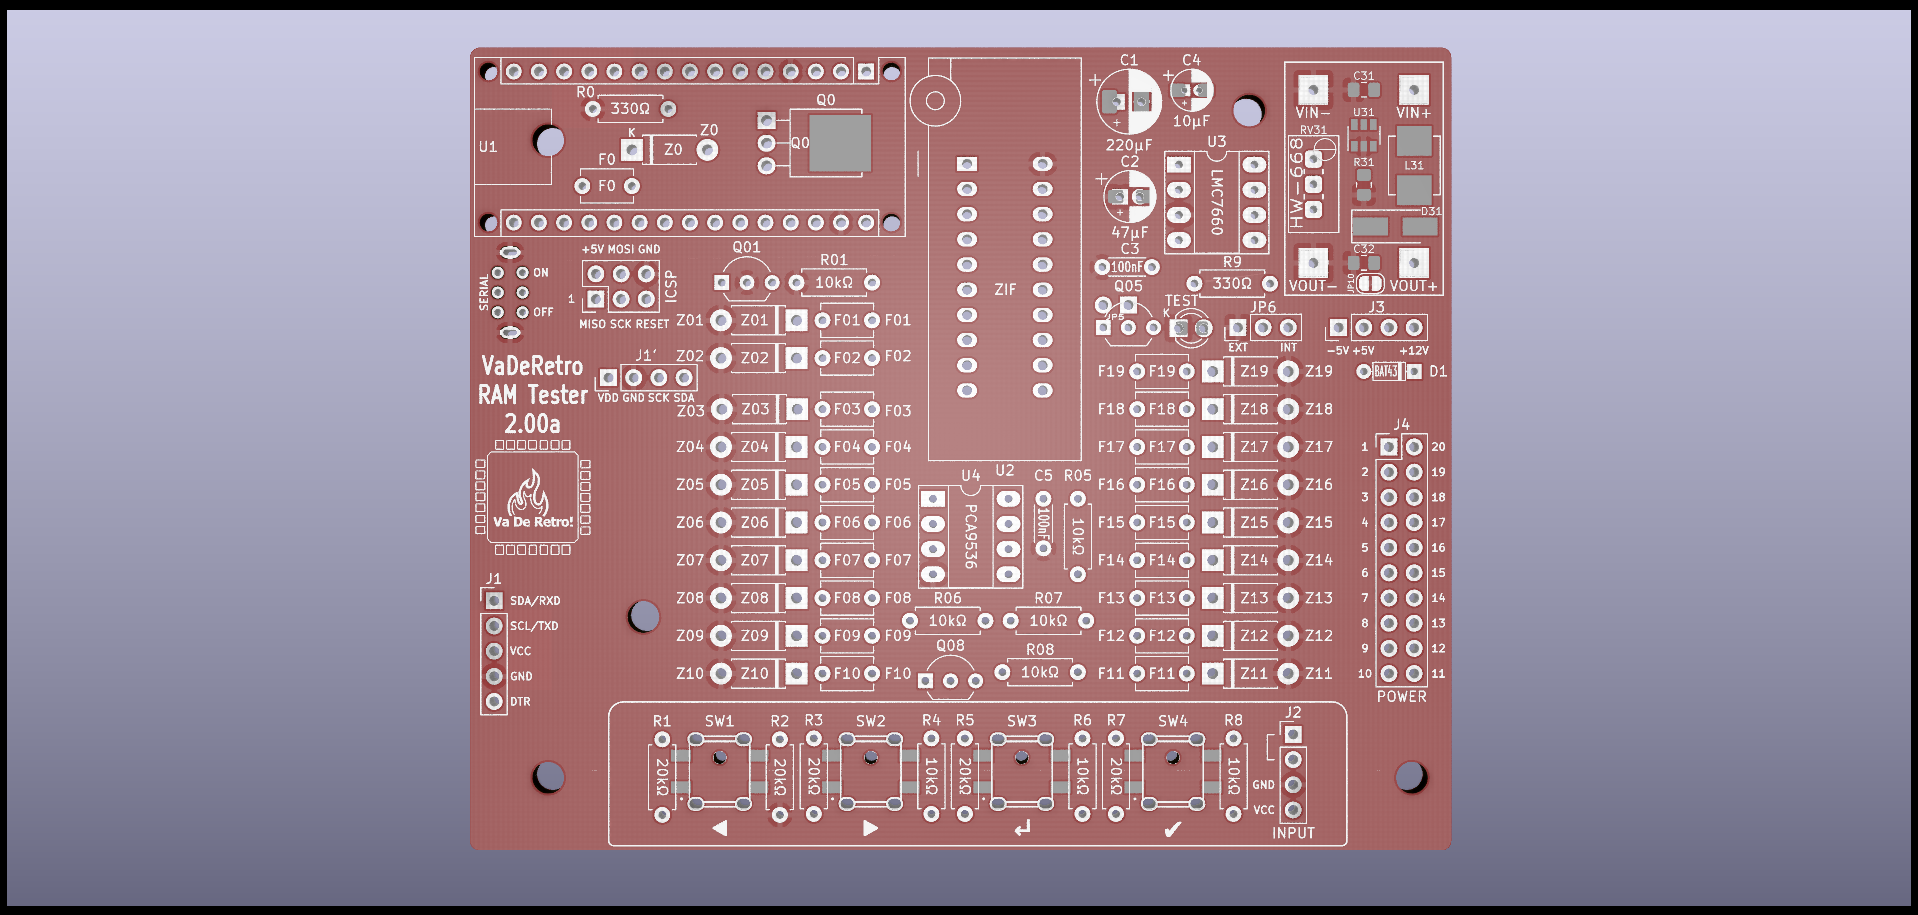 R0
330Ω
K
Z0
Z0
U1
F0
F0
Q0
Q0
C1
+
+
220µF
C4
+
+
10µF
C2
+
+
47µF
U3
LMC7660
C3
100nF
R9
330Ω
C31
VIN-
VIN+
RV31
U31
HW-668
R31
L31
D31
C32
JP10
VOUT-
VOUT+
SERIAL
ON
OFF
+5V MOSI GND
1
ICSP
MISO SCK RESET
Q01
R01
10kΩ
ZIF
Q05
JP5
TEST
K
JP6
EXT
INT
J3
-5V +5V
+12V
BAT43
D1
VaDeRetro
RAM Tester
2.00a
J1'
VDD GND SCK SDA
Va De Retro!
Z01 Z01 F01 F01
Z02 Z02 F02 F02
Z03 Z03 F03 F03
Z04 Z04 F04 F04
Z05 Z05 F05 F05
Z06 Z06 F06 F06
Z07 Z07 F07 F07
Z08 Z08 F08 F08
Z09 Z09 F09 F09
Z10 Z10 F10 F10
U4
PCA9536
U2
C5
100nF
R05
10kΩ
R06
10kΩ
R07
10kΩ
Q08
R08
10kΩ
F19 F19 Z19 Z19
F18 F18 Z18 Z18
F17 F17 Z17 Z17
F16 F16 Z16 Z16
F15 F15 Z15 Z15
F14 F14 Z14 Z14
F13 F13 Z13 Z13
F12 F12 Z12 Z12
F11 F11 Z11 Z11
J4
1 20
2 19
3 18
4 17
5 16
6 15
7 14
8 13
9 12
10 11
POWER
J1
SDA/RXD
SCL/TXD
VCC
GND
DTR
R1 SW1 R2 R3 SW2 R4 R5 SW3 R6 R7 SW4 R8
20kΩ 20kΩ 20kΩ 10kΩ 20kΩ 10kΩ 20kΩ 10kΩ
◀ ▶ ↵ ✔
J2
GND
VCC
INPUT